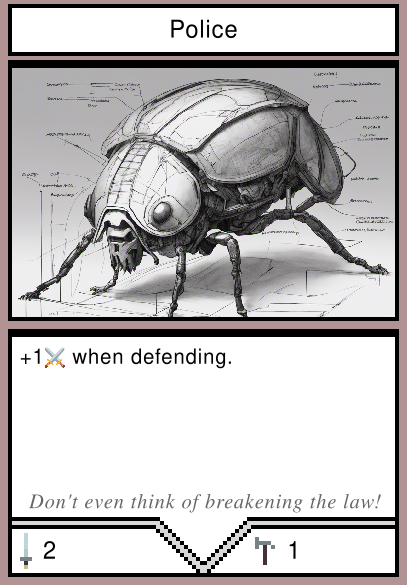 Police
+1⚔ when defending.
Don't even think of breakening the law!
2
1